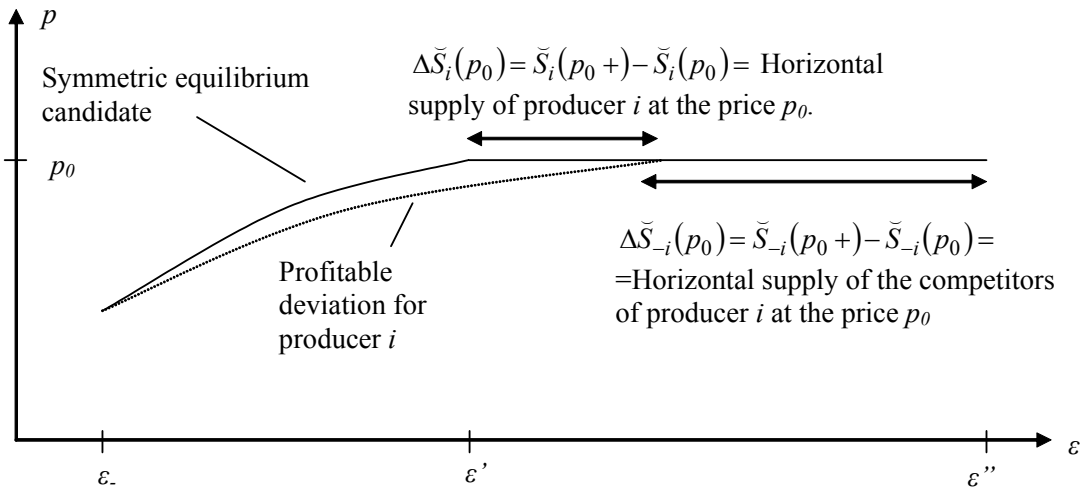 p
Symmetric equilibrium
candidate
ΔS̆ᵢ(p₀) = S̆ᵢ(p₀ +) − S̆ᵢ(p₀) = Horizontal
supply of producer i at the price p₀.
p₀
ΔS̆₋ᵢ(p₀) = S̆₋ᵢ(p₀ +) − S̆₋ᵢ(p₀) =
=Horizontal supply of the competitors
of producer i at the price p₀
Profitable
deviation for
producer i
ε
ε₋
ε’
ε’’